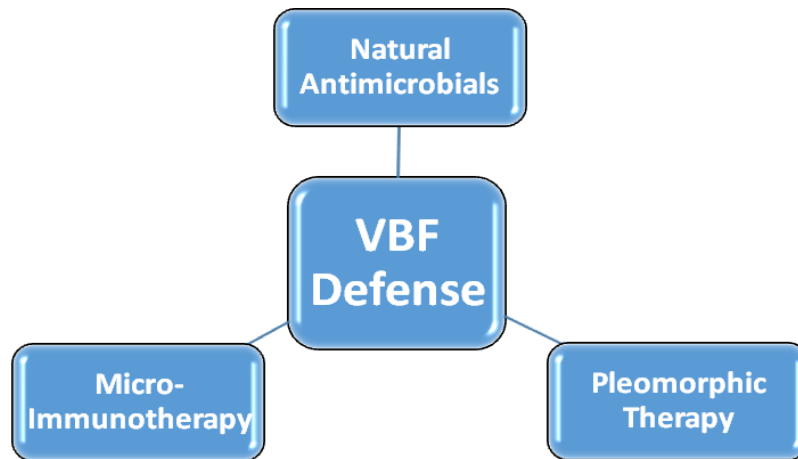 Natural
Antimicrobials
VBF
Defense
Micro-
Immunotherapy
Pleomorphic
Therapy